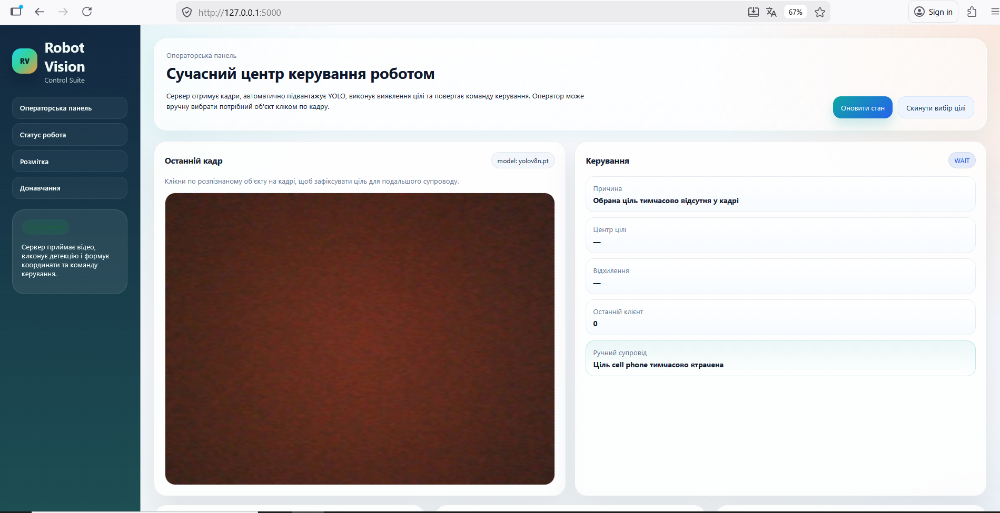 http://127.0.0.1:5000
67%
Sign in
RV
Robot
Vision
Control Suite
Операторська панель
Статус робота
Розмітка
Донавчання
Сервер приймає відео,
виконує детекцію і формує
координати та команду
керування.
Операторська панель
Сучасний центр керування роботом
Сервер отримує кадри, автоматично підвантажує YOLO, виконує виявлення цілі та повертає команду керування. Оператор може
вручну вибрати потрібний об'єкт кліком по кадру.
Оновити стан
Скинути вибір цілі
Останній кадр
model: yolov8n.pt
Клікни по розпізнаному об'єкту на кадрі, щоб зафіксувати ціль для подальшого супроводу.
Керування
WAIT
Причина
Обрана ціль тимчасово відсутня у кадрі
Центр цілі
—
Відхилення
—
Останній клієнт
0
Ручний супровід
Ціль cell phone тимчасово втрачена